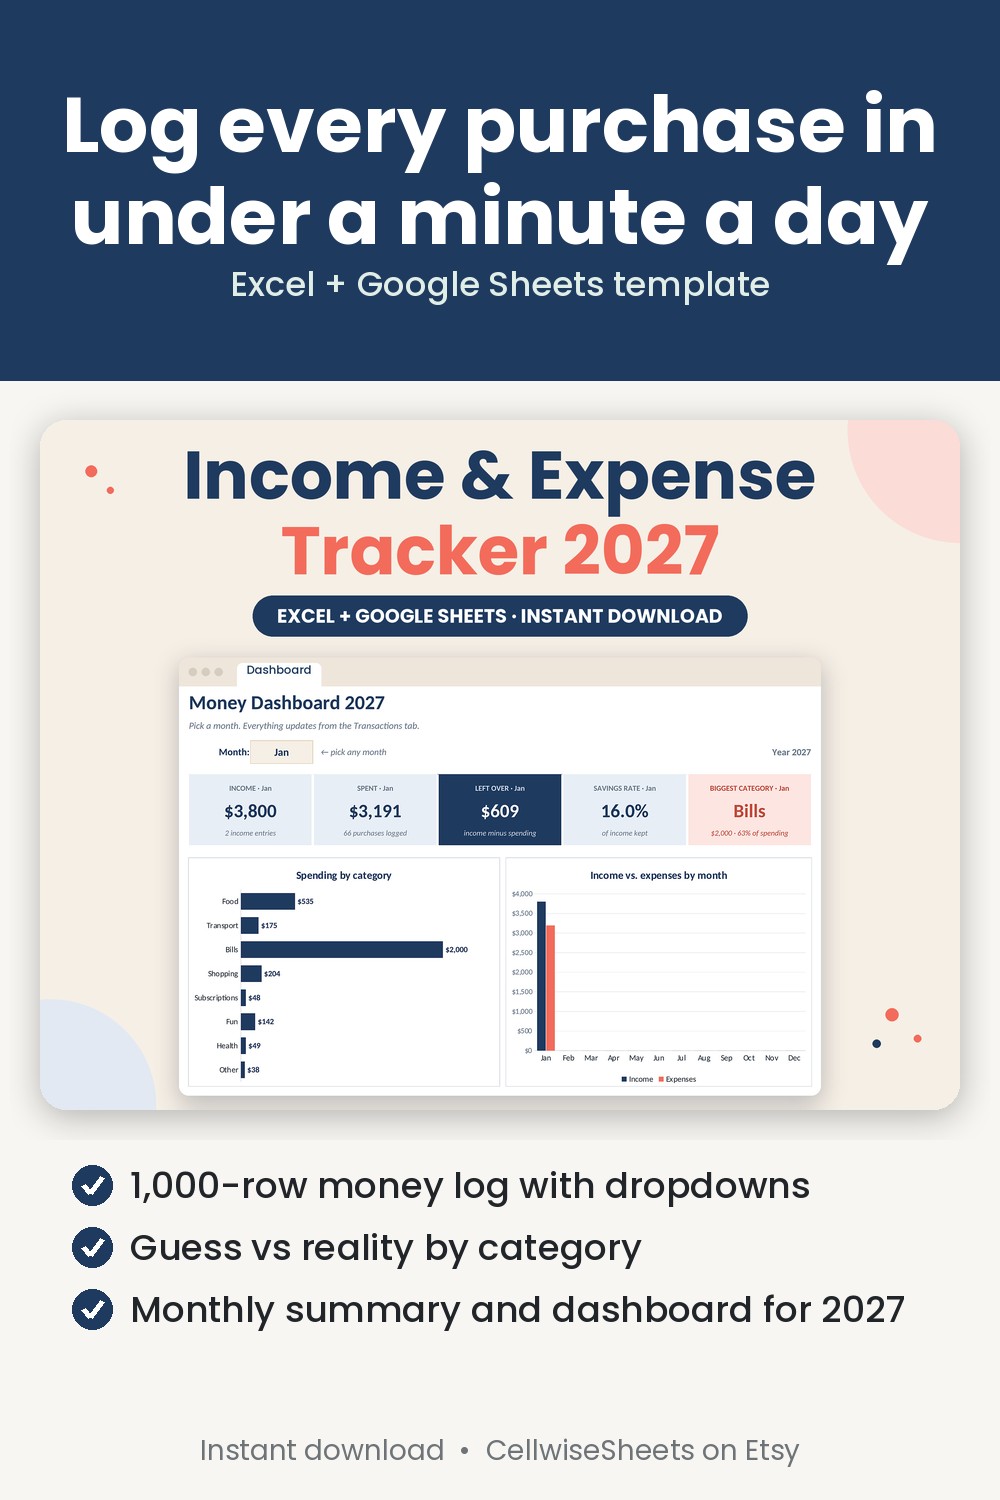 Log every purchase in
under a minute a day
Excel + Google Sheets template
Income & Expense
Tracker 2027
EXCEL + GOOGLE SHEETS · INSTANT DOWNLOAD
Dashboard
Money Dashboard 2027
Pick a month. Everything updates from the Transactions tab.
Month: Jan ← pick any month Year 2027
INCOME · Jan SPENT · Jan LEFT OVER · Jan SAVINGS RATE · Jan BIGGEST CATEGORY · Jan
$3,800 $3,191 $609 16.0% Bills
2 income entries 66 purchases logged income minus spending of income kept $2,000 · 63% of spending
Spending by category
Food $535
Transport $175
Bills $2,000
Shopping $204
Subscriptions $48
Fun $142
Health $49
Other $38
Income vs. expenses by month
$4,000
$3,500
$3,000
$2,500
$2,000
$1,500
$1,000
$500
$0
Jan Feb Mar Apr May Jun Jul Aug Sep Oct Nov Dec
Income Expenses
1,000-row money log with dropdowns
Guess vs reality by category
Monthly summary and dashboard for 2027
Instant download • CellwiseSheets on Etsy